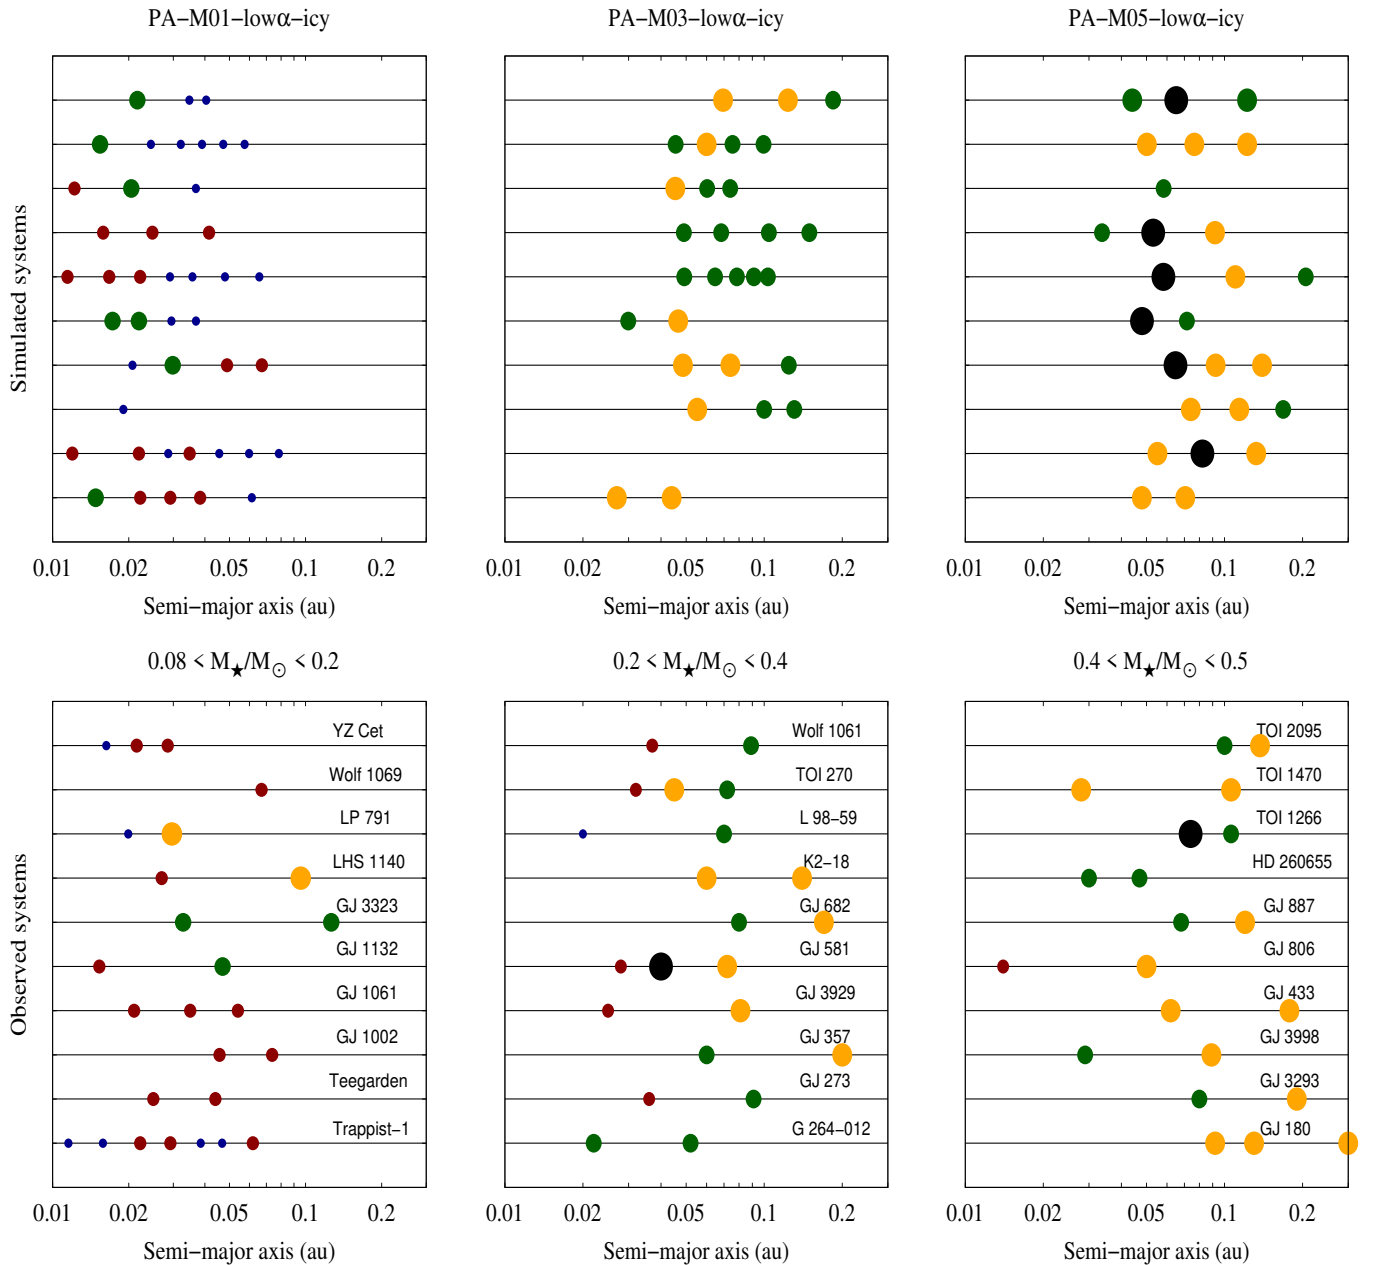 PA−M01−lowα−icy
PA−M03−lowα−icy
PA−M05−lowα−icy
Simulated systems
0.01 0.02 0.05 0.1 0.2
0.01 0.02 0.05 0.1 0.2
0.01 0.02 0.05 0.1 0.2
Semi−major axis (au)
Semi−major axis (au)
Semi−major axis (au)
0.08 < M★/M⊙ < 0.2
0.2 < M★/M⊙ < 0.4
0.4 < M★/M⊙ < 0.5
Observed systems
YZ Cet
Wolf 1069
LP 791
LHS 1140
GJ 3323
GJ 1132
GJ 1061
GJ 1002
Teegarden
Trappist−1
Wolf 1061
TOI 270
L 98−59
K2−18
GJ 682
GJ 581
GJ 3929
GJ 357
GJ 273
G 264−012
TOI 2095
TOI 1470
TOI 1266
HD 260655
GJ 887
GJ 806
GJ 433
GJ 3998
GJ 3293
GJ 180
0.01 0.02 0.05 0.1 0.2
0.01 0.02 0.05 0.1 0.2
0.01 0.02 0.05 0.1 0.2
Semi−major axis (au)
Semi−major axis (au)
Semi−major axis (au)